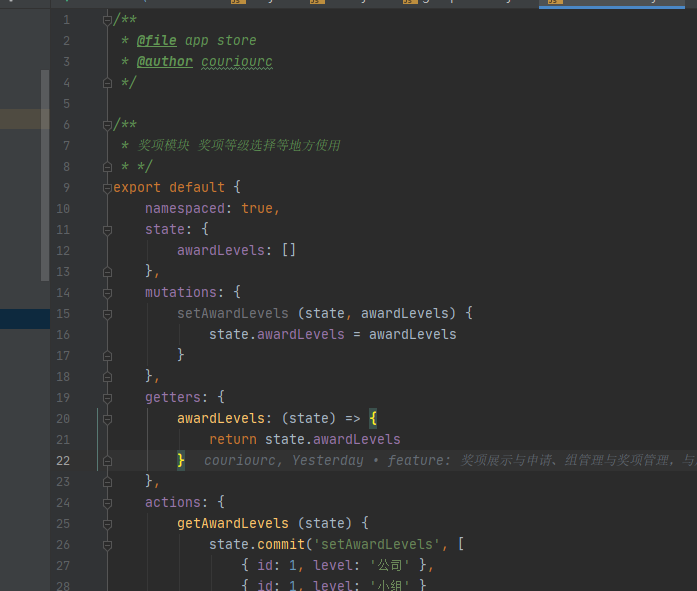 1 /**
2 * @file app store
3 * @author couriourc
4 */
5
6 /**
7 * 奖项模块 奖项等级选择等地方使用
8 * */
9 export default {
10 namespaced: true,
11 state: {
12 awardLevels: []
13 },
14 mutations: {
15 setAwardLevels (state, awardLevels) {
16 state.awardLevels = awardLevels
17 }
18 },
19 getters: {
20 awardLevels: (state) => {
21 return state.awardLevels
22 } couriourc, Yesterday • feature: 奖项展示与申请、组管理与奖项管理，与
23 },
24 actions: {
25 getAwardLevels (state) {
26 state.commit('setAwardLevels', [
27 { id: 1, level: '公司' },
28 { id: 1, level: '小组' }